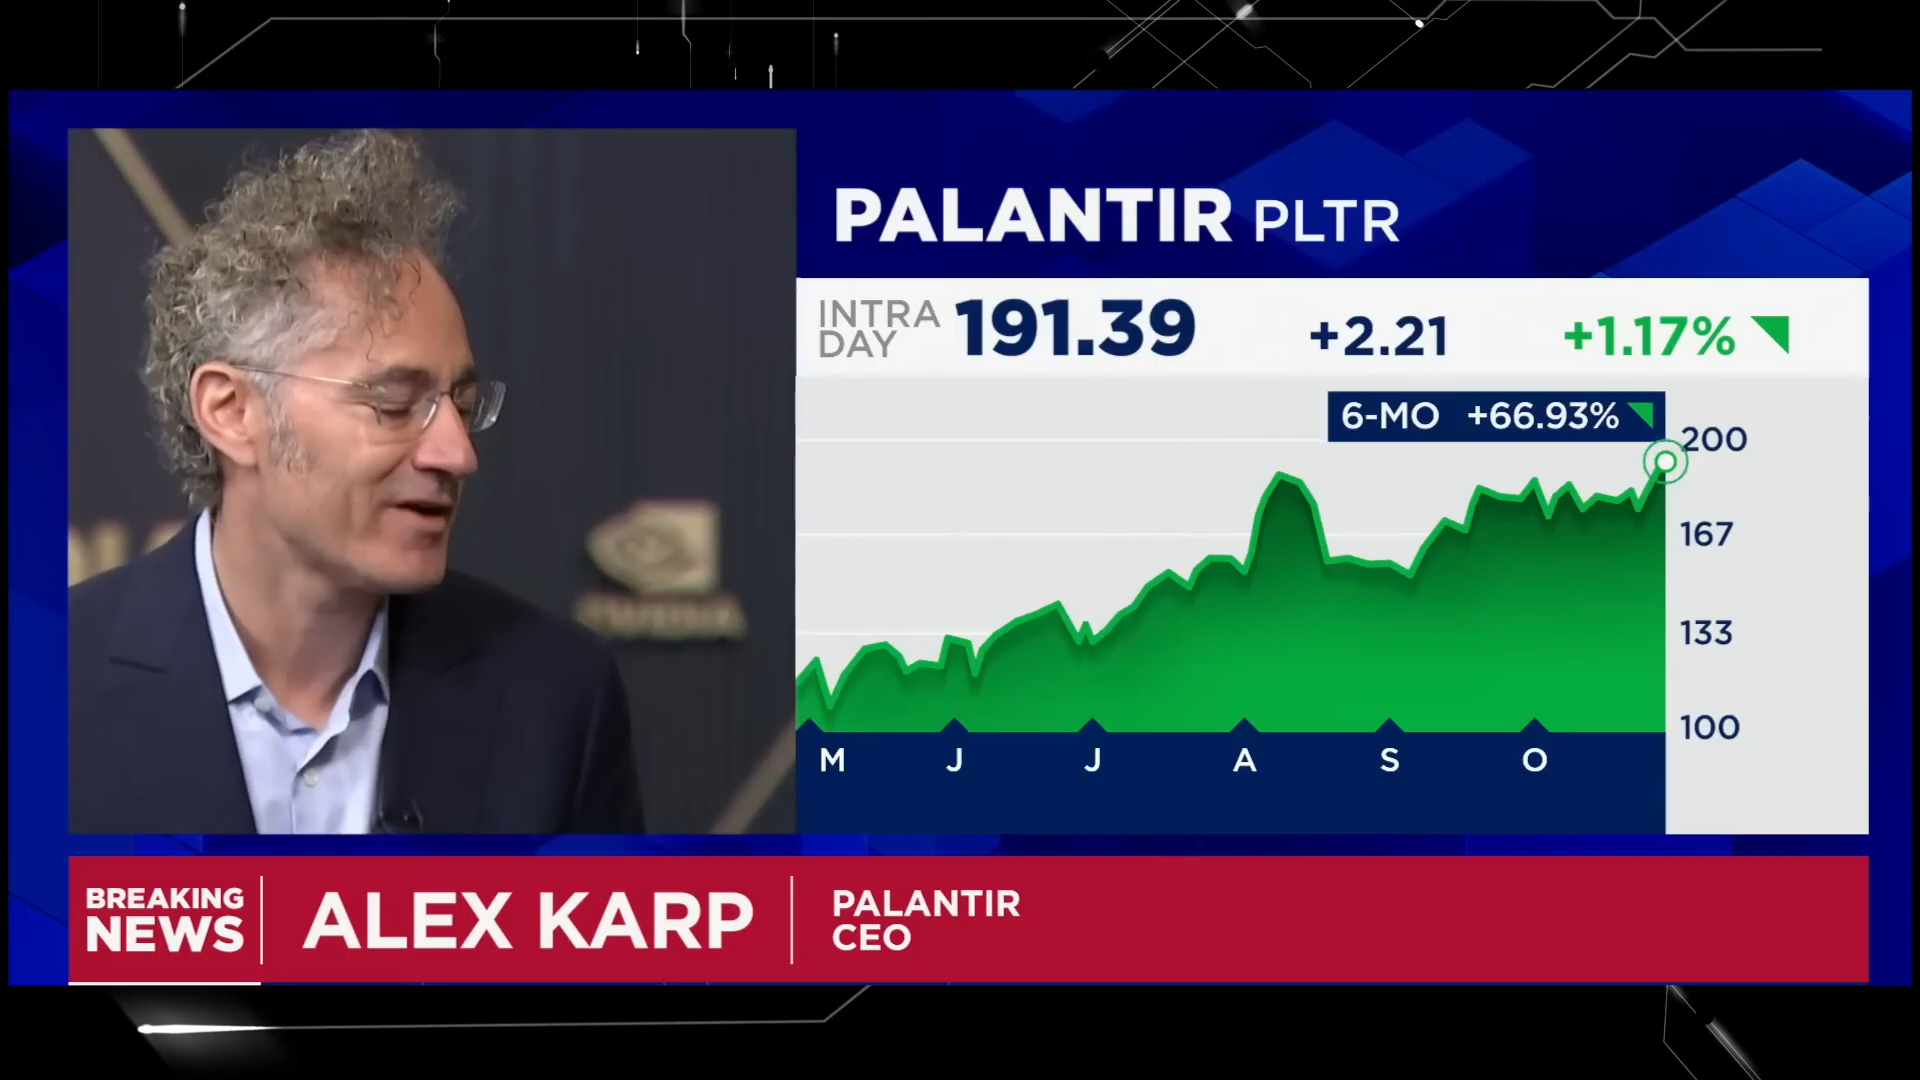 PALANTIR PLTR
INTRA DAY 191.39 +2.21 +1.17%
6-MO +66.93%
200
167
133
100
M J J A S O
BREAKING NEWS
ALEX KARP
PALANTIR
CEO